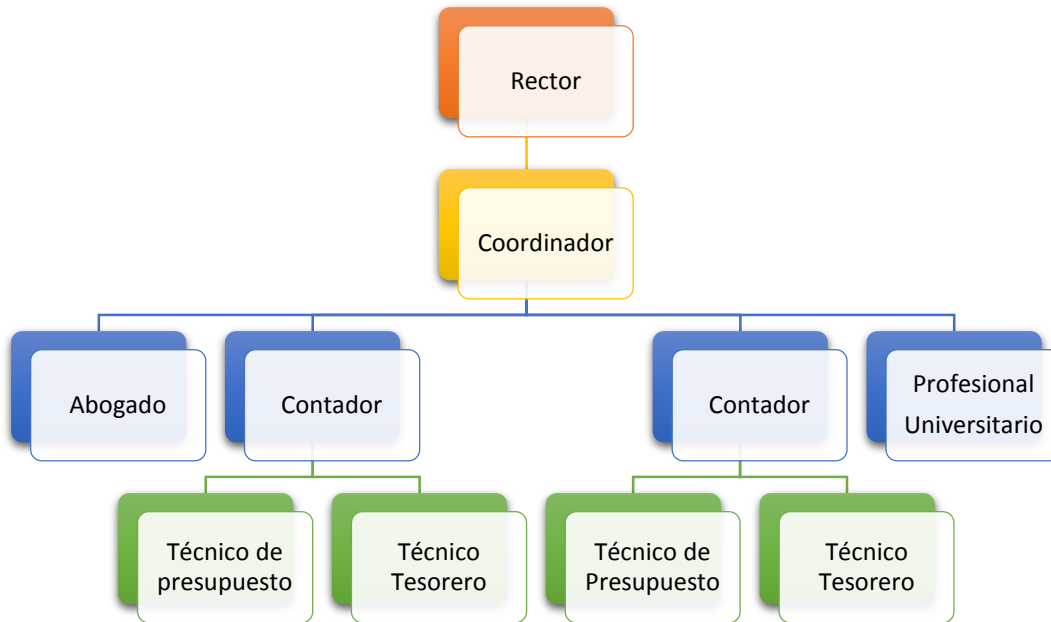 Rector
Coordinador
Abogado
Contador
Contador
Profesional
Universitario
Técnico de
presupuesto
Técnico
Tesorero
Técnico de
Presupuesto
Técnico
Tesorero